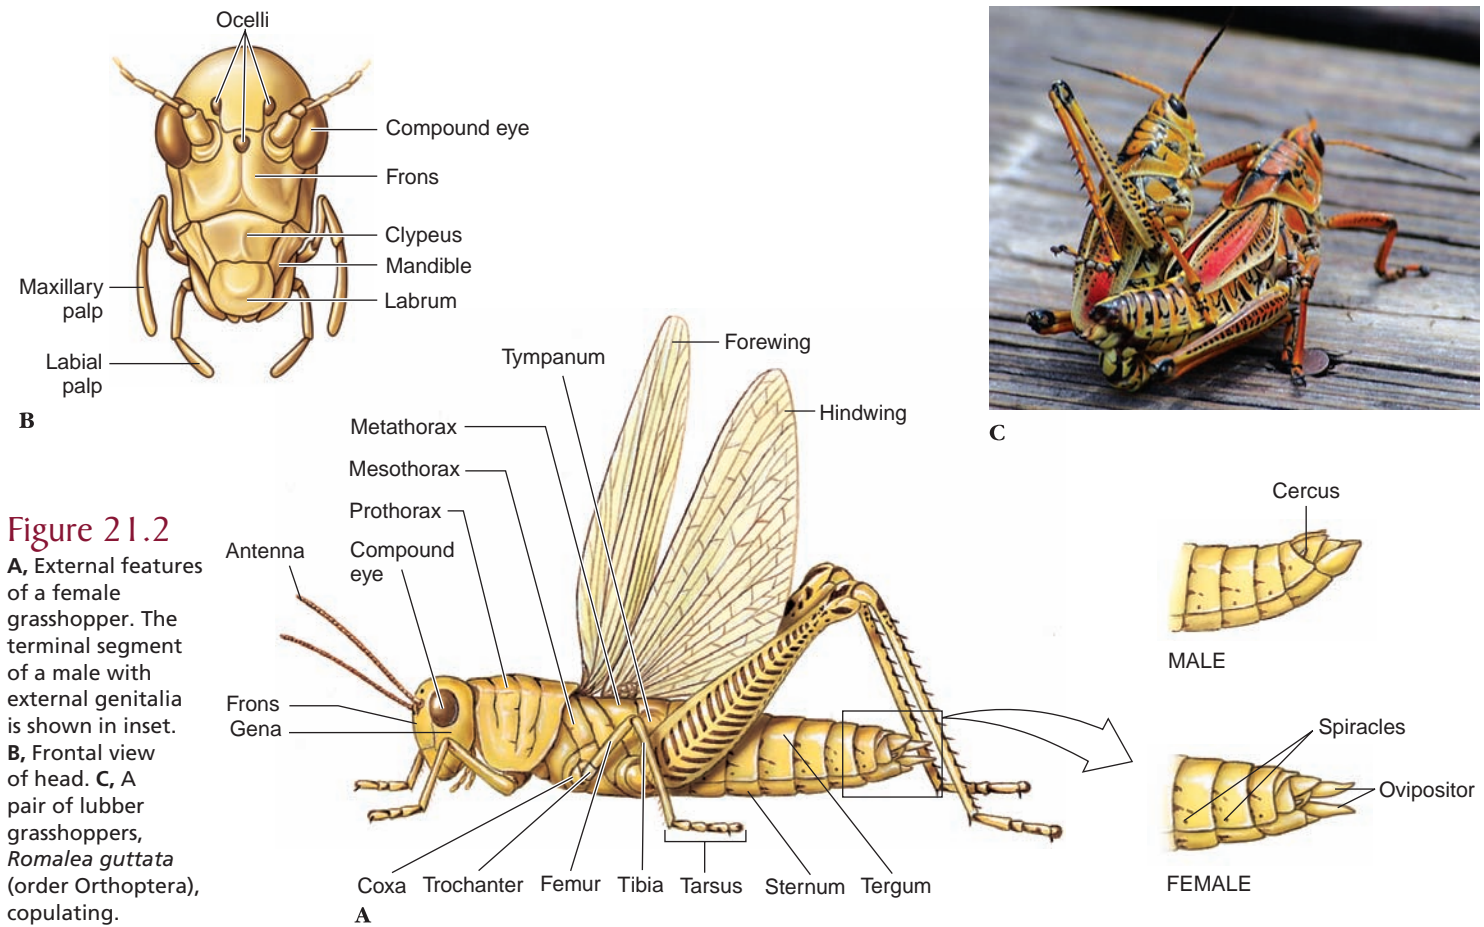 Ocelli
Compound eye
Frons
Clypeus
Mandible
Labrum
Maxillary
palp
Labial
palp
B
C
Forewing
Tympanum
Hindwing
Metathorax
Mesothorax
Prothorax
Compound
eye
Antenna
Frons
Gena
Coxa
Trochanter
Femur
Tibia
Tarsus
Sternum
Tergum
A
Cercus
MALE
Spiracles
Ovipositor
FEMALE
Figure 21.2
A, External features
of a female
grasshopper. The
terminal segment
of a male with
external genitalia
is shown in inset.
B, Frontal view
of head. C, A
pair of lubber
grasshoppers,
Romalea guttata
(order Orthoptera),
copulating.